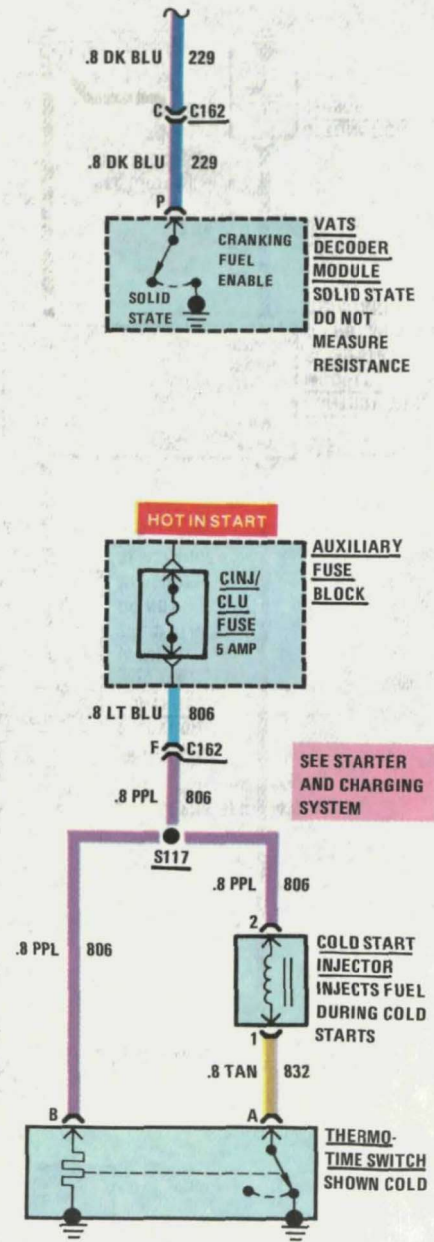 .8 DK BLU 229
C C162
.8 DK BLU 229
P
CRANKING
FUEL
ENABLE
SOLID
STATE
VATS
DECODER
MODULE
SOLID STATE
DO NOT
MEASURE
RESISTANCE
HOT IN START
CINJ/
CLU
FUSE
5 AMP
AUXILIARY
FUSE
BLOCK
.8 LT BLU 806
F C162
.8 PPL 806
SEE STARTER
AND CHARGING
SYSTEM
S117
.8 PPL 806
.8 PPL 806
2
COLD START
INJECTOR
INJECTS FUEL
DURING COLD
STARTS
1
.8 TAN 832
B A
THERMO-
TIME SWITCH
SHOWN COLD